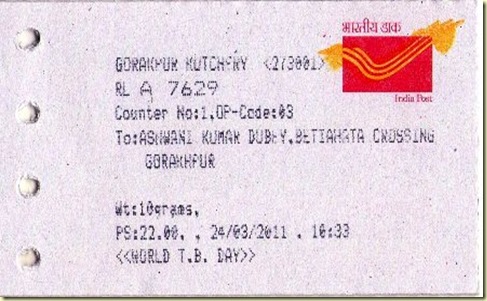 भारतीय डाक
India Post
GORAKHPUR KUTCHERY <273001>
RL A 7629
Counter No:1,OP-Code:03
To:ASHWANI KUMAR DUBEY,BETIAHATA CROSSING
GORAKHPUR
Wt:10grams,
PS:22.00, , 24/03/2011 , 10:33
<<WORLD T.B. DAY>>